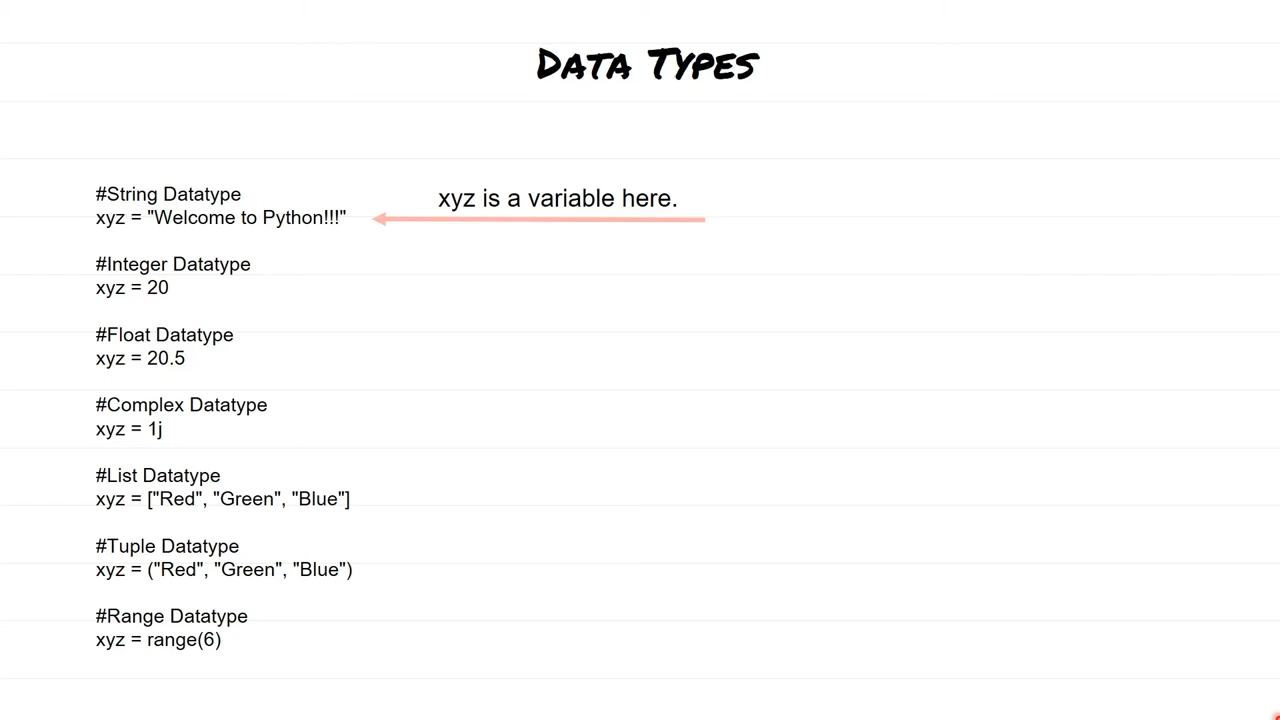 Data Types
#String Datatype
xyz = "Welcome to Python!!!"
xyz is a variable here.
#Integer Datatype
xyz = 20
#Float Datatype
xyz = 20.5
#Complex Datatype
xyz = 1j
#List Datatype
xyz = ["Red", "Green", "Blue"]
#Tuple Datatype
xyz = ("Red", "Green", "Blue")
#Range Datatype
xyz = range(6)